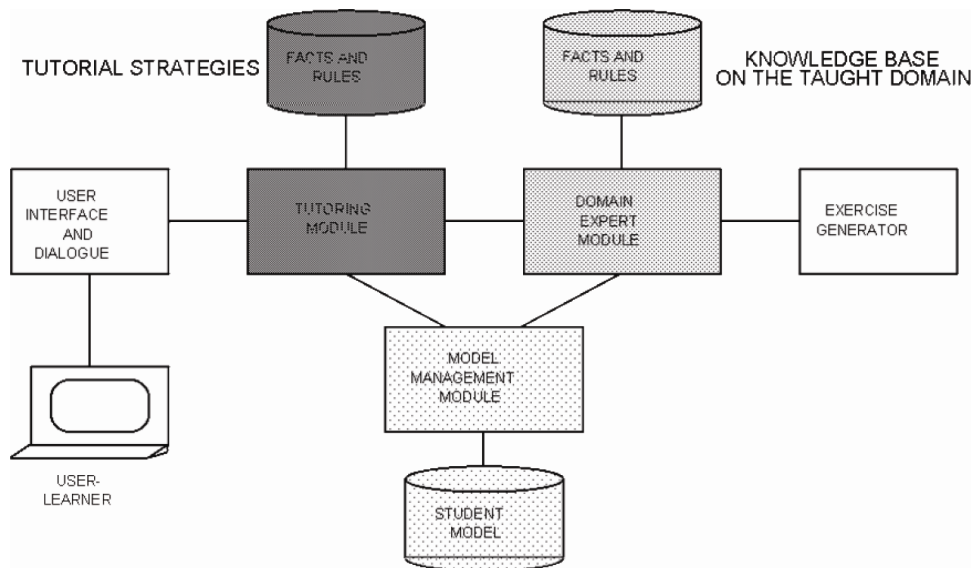 TUTORIAL STRATEGIES
FACTS AND
RULES
FACTS AND
RULES
KNOWLEDGE BASE
ON THE TAUGHT DOMAIN
USER
INTERFACE
AND
DIALOGUE
TUTORING
MODULE
DOMAIN
EXPERT
MODULE
EXERCISE
GENERATOR
MODEL
MANAGEMENT
MODULE
USER-
LEARNER
STUDENT
MODEL